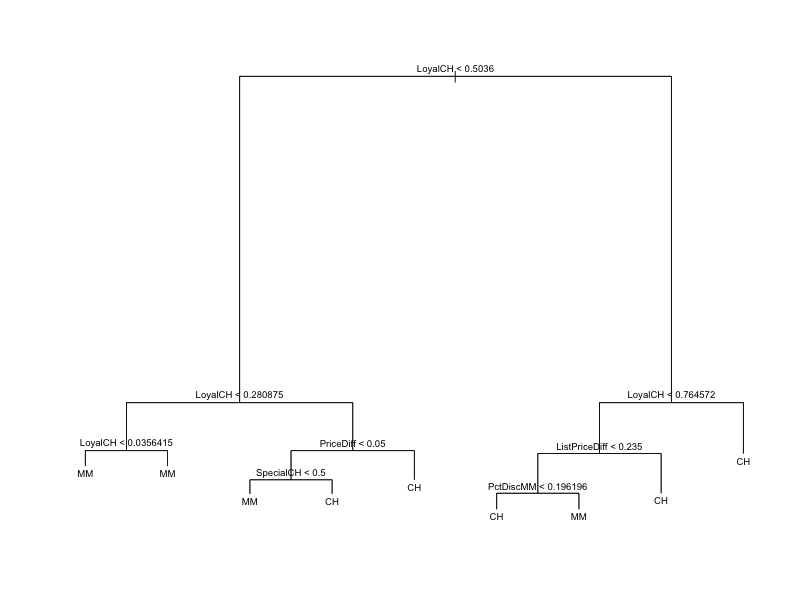 LoyalCH < 0.5036
LoyalCH < 0.280875
LoyalCH < 0.764572
LoyalCH < 0.0356415
PriceDiff < 0.05
ListPriceDiff < 0.235
CH
MM
MM
SpecialCH < 0.5
CH
PctDiscMM < 0.196196
CH
MM
CH
CH
MM